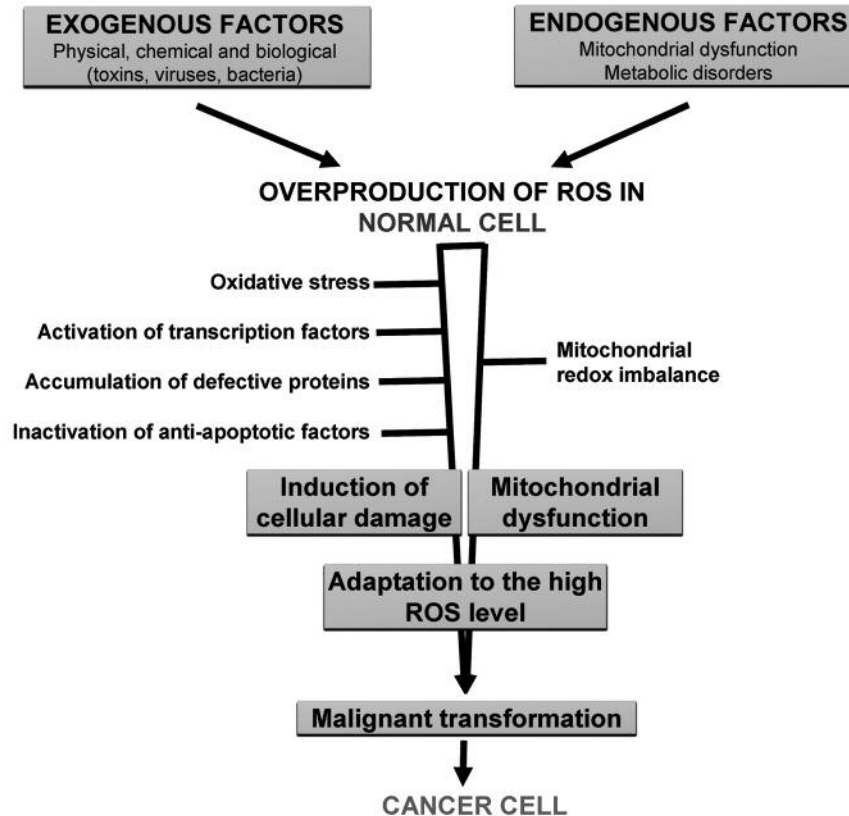 EXOGENOUS FACTORS
Physical, chemical and biological
(toxins, viruses, bacteria)
ENDOGENOUS FACTORS
Mitochondrial dysfunction
Metabolic disorders
OVERPRODUCTION OF ROS IN
NORMAL CELL
Oxidative stress
Activation of transcription factors
Accumulation of defective proteins
Inactivation of anti-apoptotic factors
Mitochondrial
redox imbalance
Induction of
cellular damage
Mitochondrial
dysfunction
Adaptation to the high
ROS level
Malignant transformation
CANCER CELL